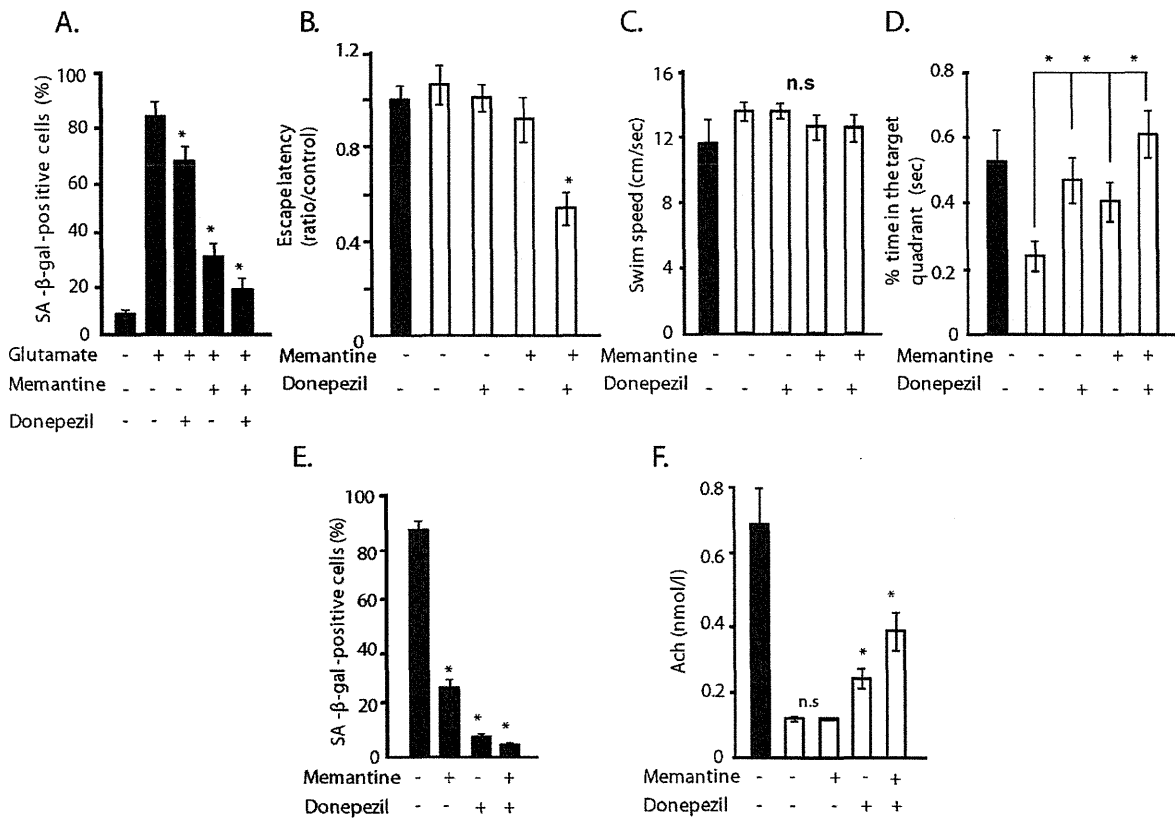 A.
SA -β-gal -positive cells (%)
100
80
60
40
20
0
* * *
Glutamate - + + + +
Memantine - - - + +
Donepezil - - + - +
B.
Escape latency
(ratio/control)
1.2
0.8
0.4
0
*
Memantine - - - + +
Donepezil - - + - +
C.
Swim speed (cm/sec)
16
12
8
4
0
n.s
Memantine - - - + +
Donepezil - - + - +
D.
% time in the target
quadrant (sec)
0.8
0.6
0.4
0.2
0
* * *
Memantine - - - + +
Donepezil - - + - +
E.
SA -β-gal -positive cells (%)
100
80
60
40
20
0
* * *
Memantine - + - +
Donepezil - - + +
F.
Ach (nmol/l)
0.8
0.6
0.4
0.2
0
n.s
* *
Memantine - - + - +
Donepezil - - - + +